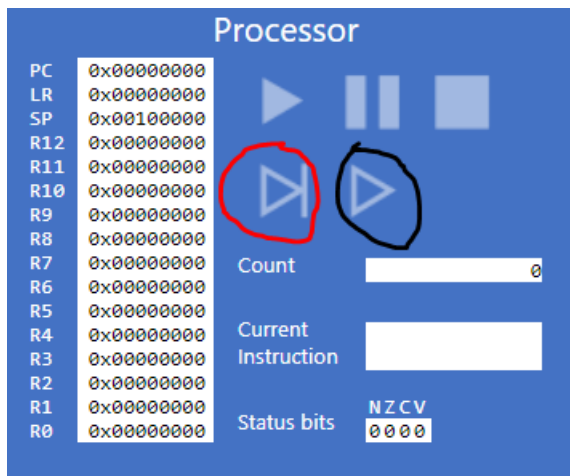 Processor
PC 0x00000000
LR 0x00000000
SP 0x00100000
R12 0x00000000
R11 0x00000000
R10 0x00000000
R9 0x00000000
R8 0x00000000
R7 0x00000000
R6 0x00000000
R5 0x00000000
R4 0x00000000
R3 0x00000000
R2 0x00000000
R1 0x00000000
R0 0x00000000
Count 0
Current
Instruction
NZCV
Status bits 0000